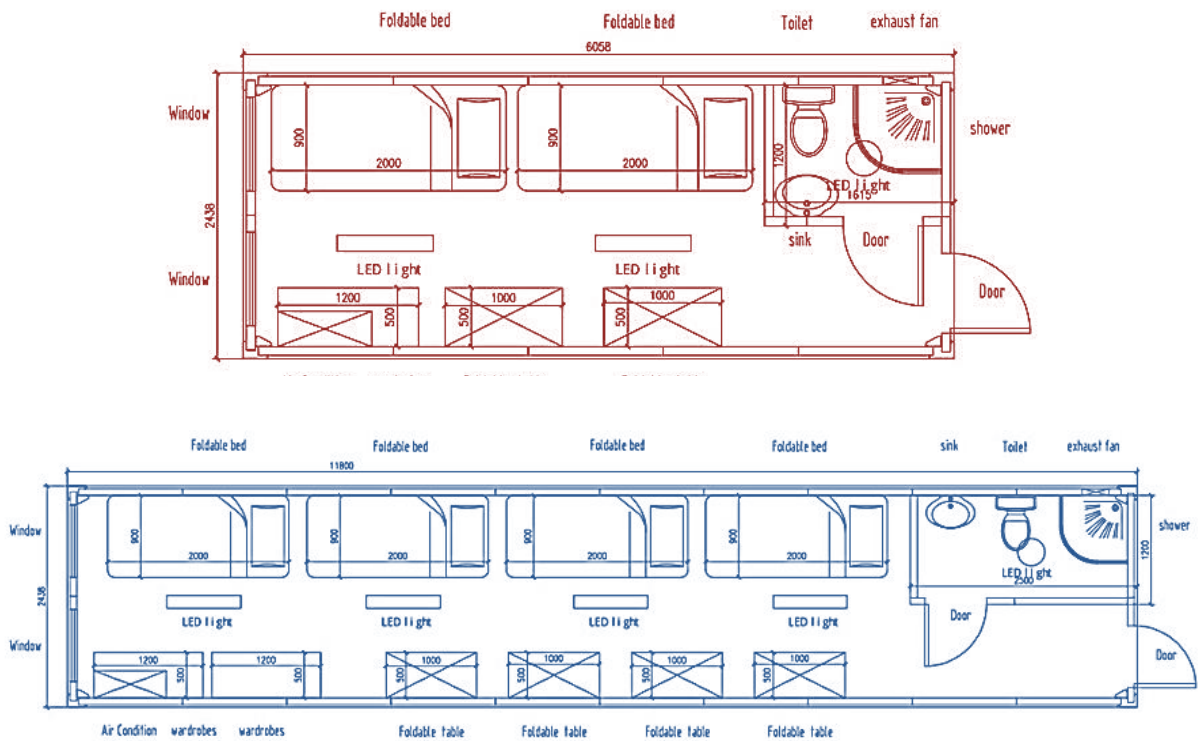 Foldable bed Foldable bed Toilet exhaust fan
6058
Window
900 900
shower
2000 2000 1200
LED light
1615
2438
sink Door
Window
LED light LED light
Door
1200 1000 1000
500 500 500
Foldable bed Foldable bed Foldable bed Foldable bed sink Toilet exhaust fan
11800
Window
shower
900 900 900 900
2000 2000 2000 2000 1200
LED light
2500
2438
LED light LED light LED light LED light Door
Window
Door
1200 1200 1000 1000 1000 1000
500 500 500 500 500 500
Air Condition wardrobes wardrobes Foldable table Foldable table Foldable table Foldable table